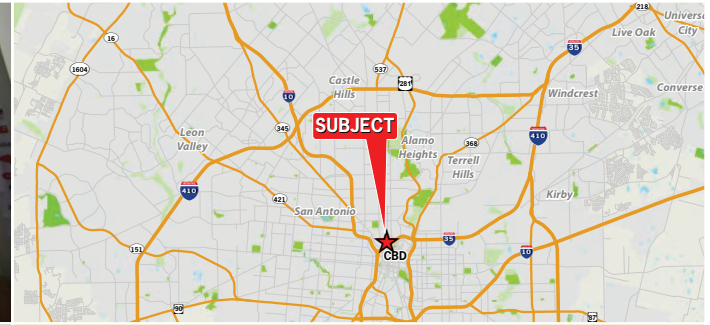 218
Universal
City
16
Live Oak
35
1604
537
281
Castle
Hills
10
Windcrest
Converse
SUBJECT
345
410
Leon
Valley
Alamo
Heights
368
Terrell
Hills
410
421
San Antonio
Kirby
35
CBD
151
10
90
87